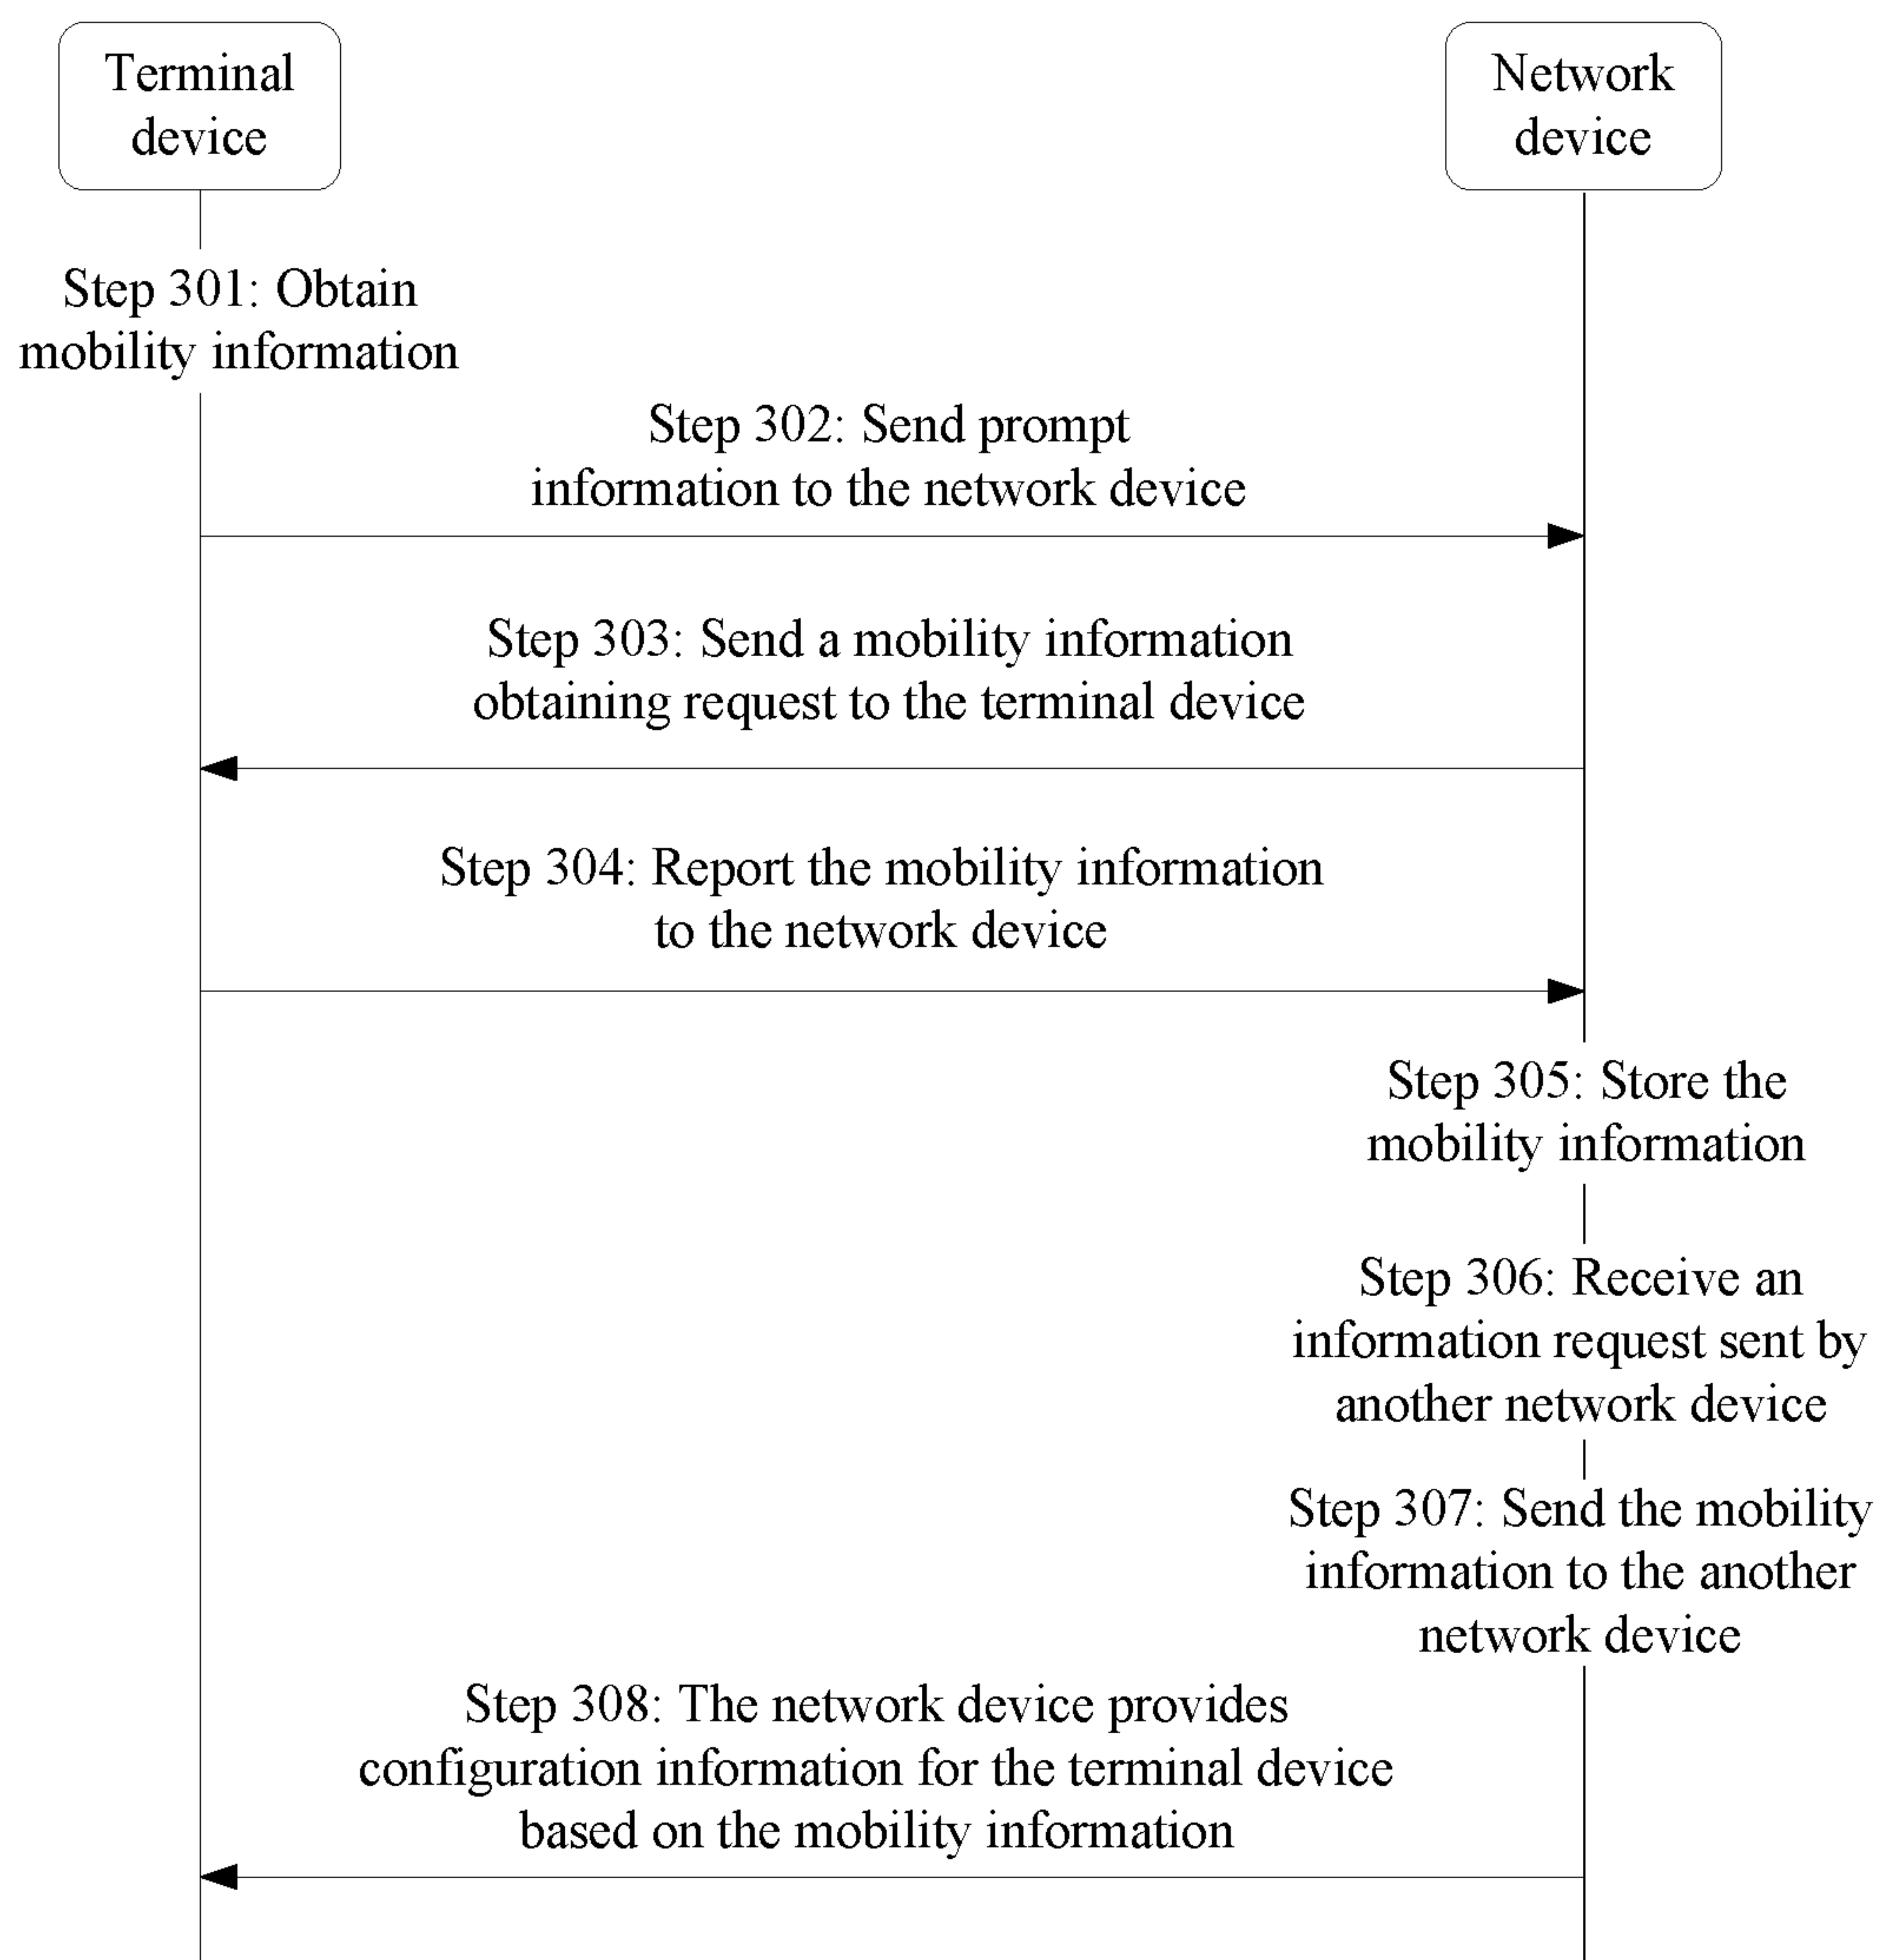 Terminal
device
Network
device
Step 301: Obtain
mobility information
Step 302: Send prompt
information to the network device
Step 303: Send a mobility information
obtaining request to the terminal device
Step 304: Report the mobility information
to the network device
Step 305: Store the
mobility information
Step 306: Receive an
information request sent by
another network device
Step 307: Send the mobility
information to the another
network device
Step 308: The network device provides
configuration information for the terminal device
based on the mobility information